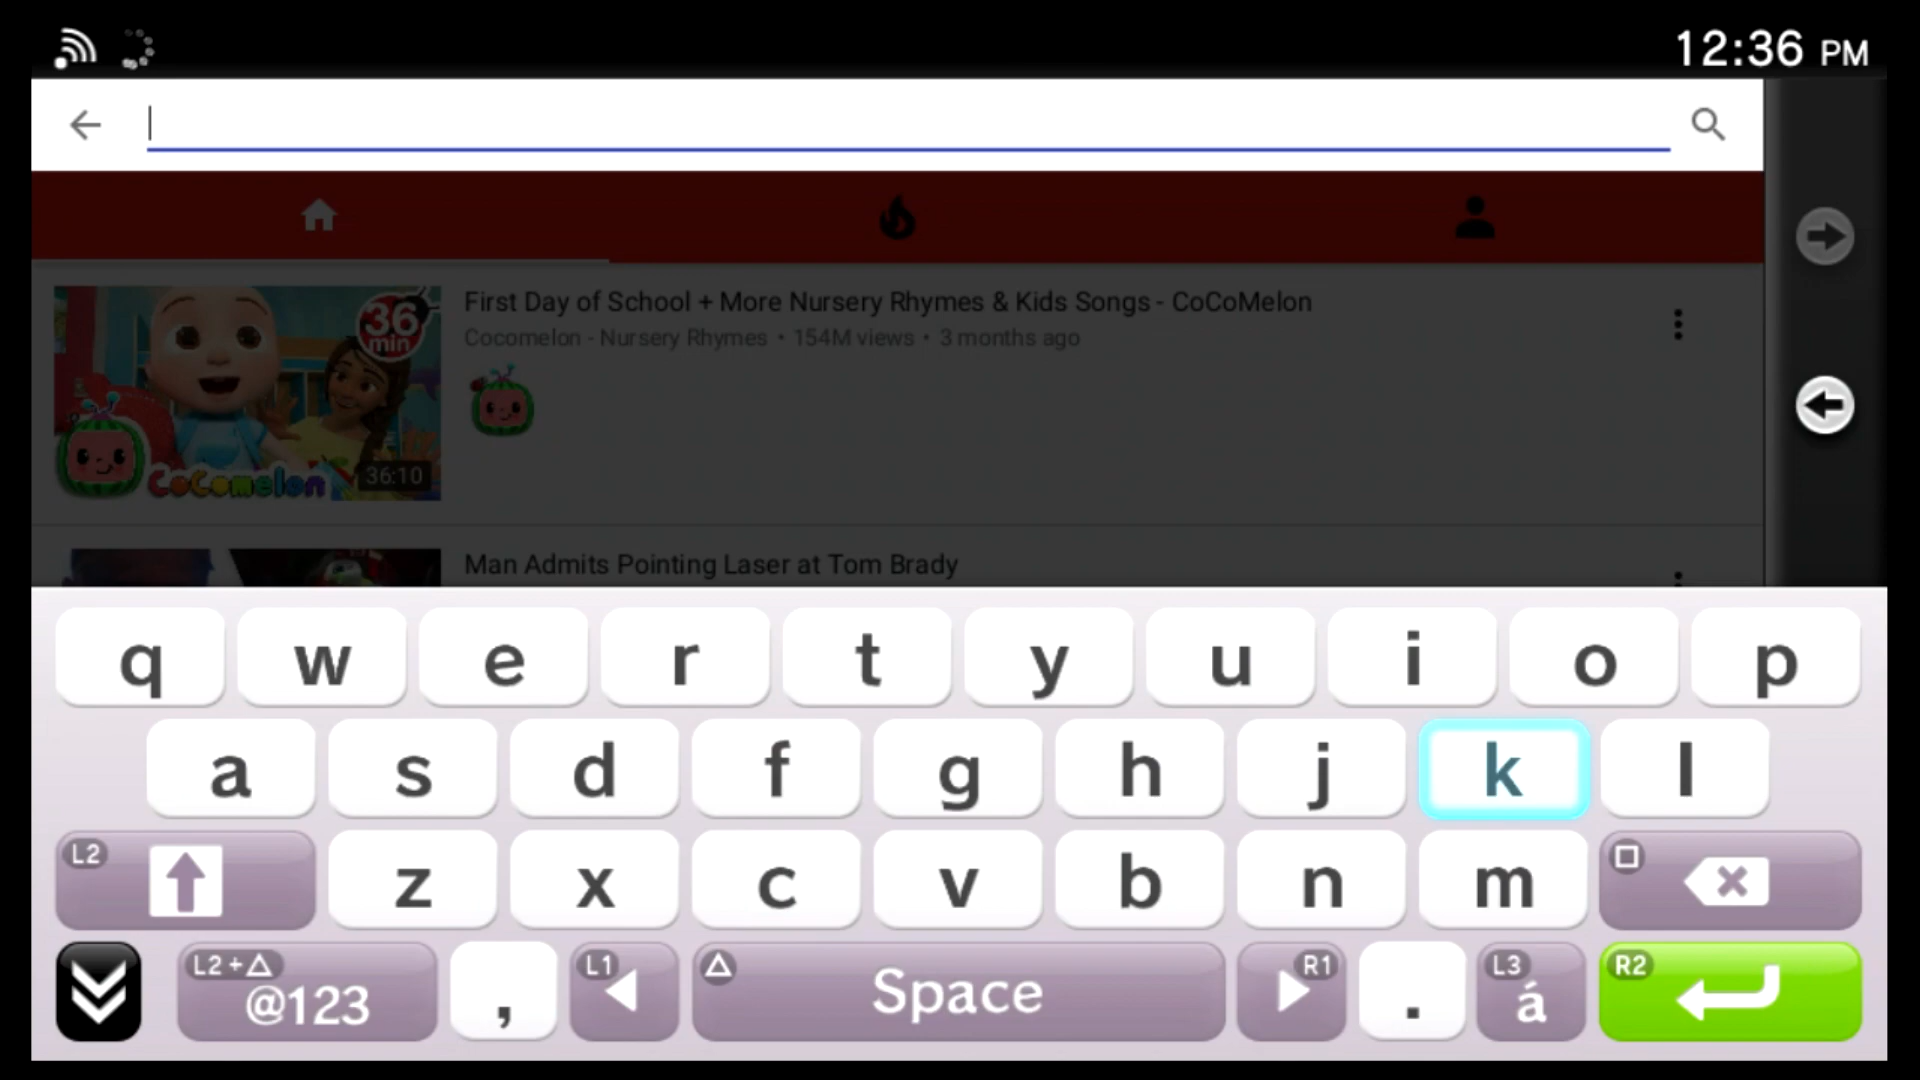 12:36 PM
First Day of School + More Nursery Rhymes & Kids Songs - CoCoMelon
Cocomelon - Nursery Rhymes • 154M views • 3 months ago
36
min
CoComelon
36:10
Man Admits Pointing Laser at Tom Brady
q w e r t y u i o p
a s d f g h j k l
L2 z x c v b n m
L2 + △ @123 , L1 △ Space R1 . L3 á R2